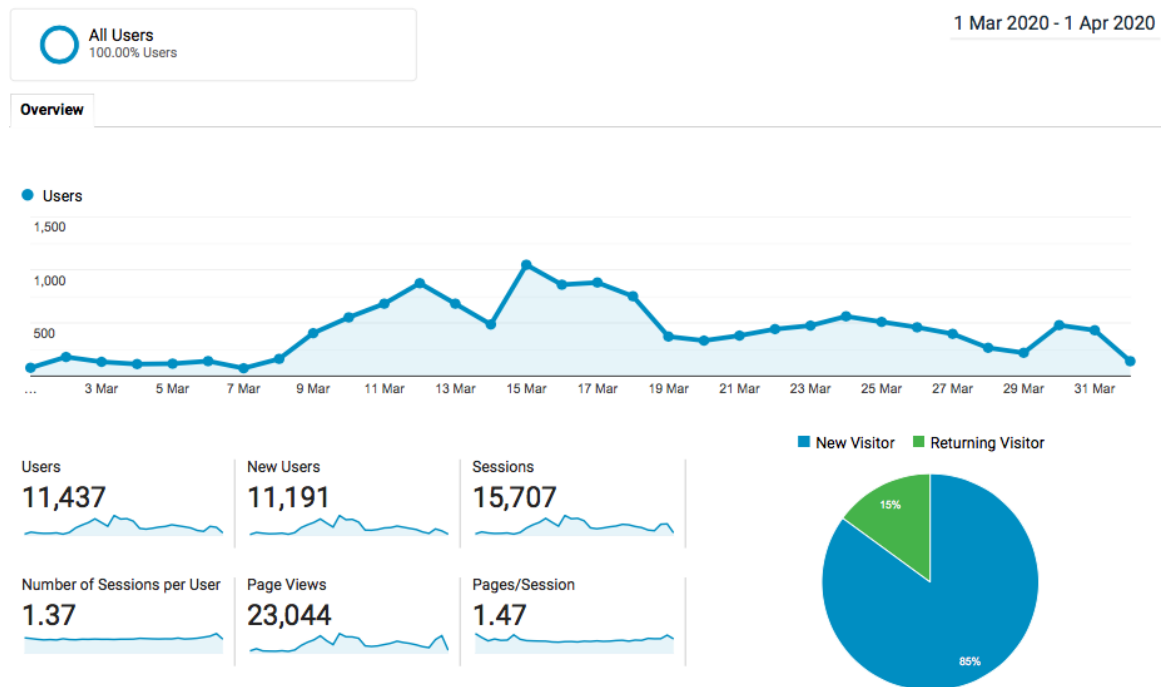 All Users
100.00% Users
1 Mar 2020 - 1 Apr 2020
Overview
Users
1,500
1,000
500
... 3 Mar 5 Mar 7 Mar 9 Mar 11 Mar 13 Mar 15 Mar 17 Mar 19 Mar 21 Mar 23 Mar 25 Mar 27 Mar 29 Mar 31 Mar
New Visitor Returning Visitor
Users New Users Sessions
11,437 11,191 15,707
15%
Number of Sessions per User Page Views Pages/Session
1.37 23,044 1.47
85%